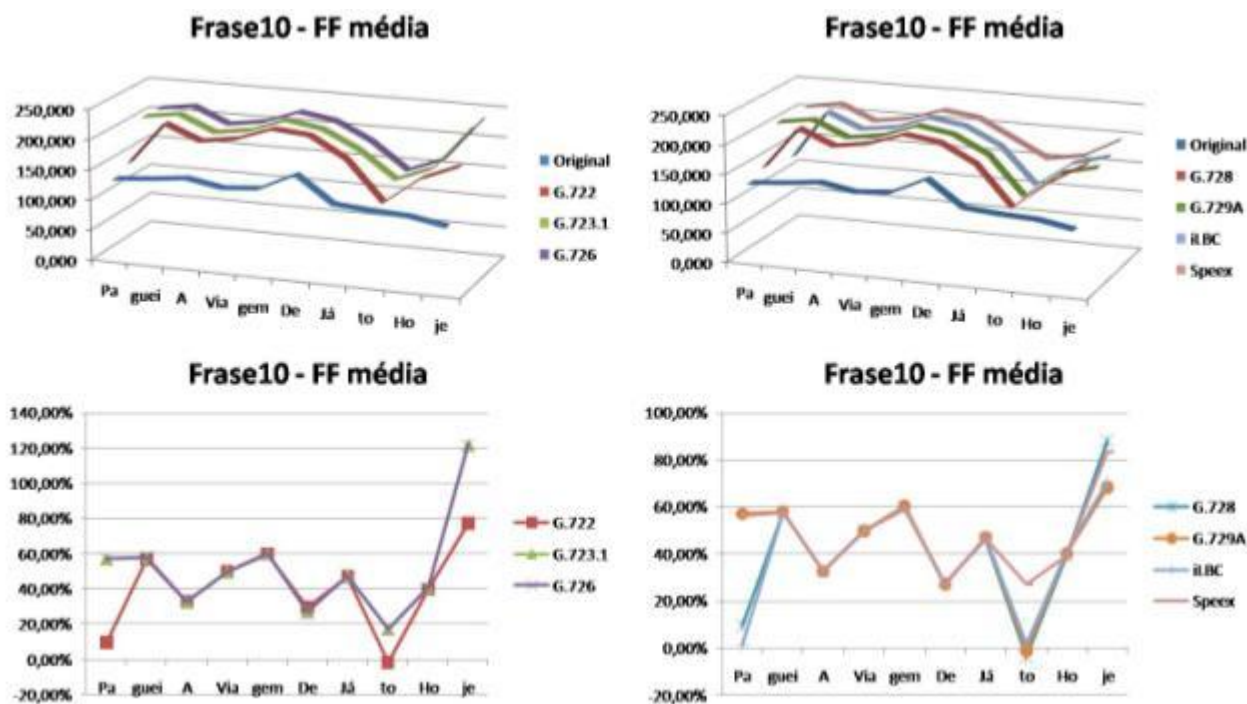 Frase10 - FF média
250,000
200,000
150,000
100,000
50,000
0,000
Pa guei A Via gem De Já to Ho je
Original
G.722
G.723.1
G.726
Frase10 - FF média
250,000
200,000
150,000
100,000
50,000
0,000
Pa guei A Via gem De Já to Ho je
Original
G.728
G.729A
iLBC
Speex
Frase10 - FF média
140,00%
120,00%
100,00%
80,00%
60,00%
40,00%
20,00%
0,00%
-20,00%
Pa guei A Via gem De Já to Ho je
G.722
G.723.1
G.726
Frase10 - FF média
100,00%
80,00%
60,00%
40,00%
20,00%
0,00%
-20,00%
Pa guei A Via gem De Já to Ho je
G.728
G.729A
iLBC
Speex